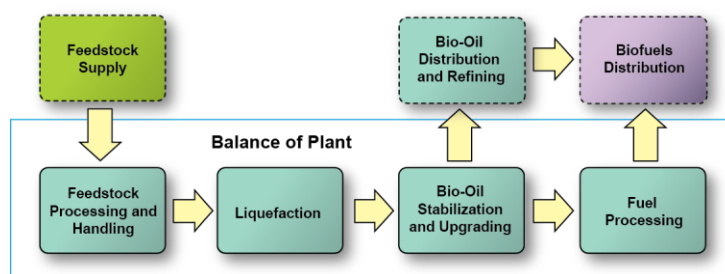 Feedstock
Supply
Bio-Oil
Distribution
and Refining
Biofuels
Distribution
Balance of Plant
Feedstock
Processing and
Handling
Liquefaction
Bio-Oil
Stabilization
and Upgrading
Fuel
Processing